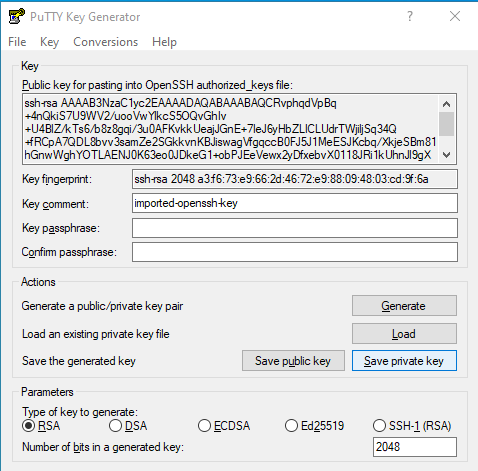 PuTTY Key Generator
File Key Conversions Help
Key
Public key for pasting into OpenSSH authorized_keys file:
ssh-rsa AAAAB3NzaC1yc2EAAAADAQABAAABAQCRvphqdVpBq
+4nQkiS7U9WV2/uooVwYlkcS5OQvGhIv
+U4BlZ/kTs6/b8z8gqi/3u0AFKvkkUeajJGnE+7leJ6yHbZLlCLUdrTWjiljSq34Q
+fRCpA7QDL8bvv3samZe2SGkkvnKBJiswagVfgqccB0FJ5J1MeESJKcbq/XkjeSBm81
hGnwWghYOTLAENJ0K63eo0JDkeG1+obPJEeVewx2yDfxebvX0118JRi1kUhnJl9gX
Key fingerprint: ssh-rsa 2048 a3:f6:73:e9:66:2d:46:72:e9:88:09:48:03:cd:9f:6a
Key comment: imported-openssh-key
Key passphrase:
Confirm passphrase:
Actions
Generate a public/private key pair Generate
Load an existing private key file Load
Save the generated key Save public key Save private key
Parameters
Type of key to generate:
RSA DSA ECDSA Ed25519 SSH-1 (RSA)
Number of bits in a generated key: 2048